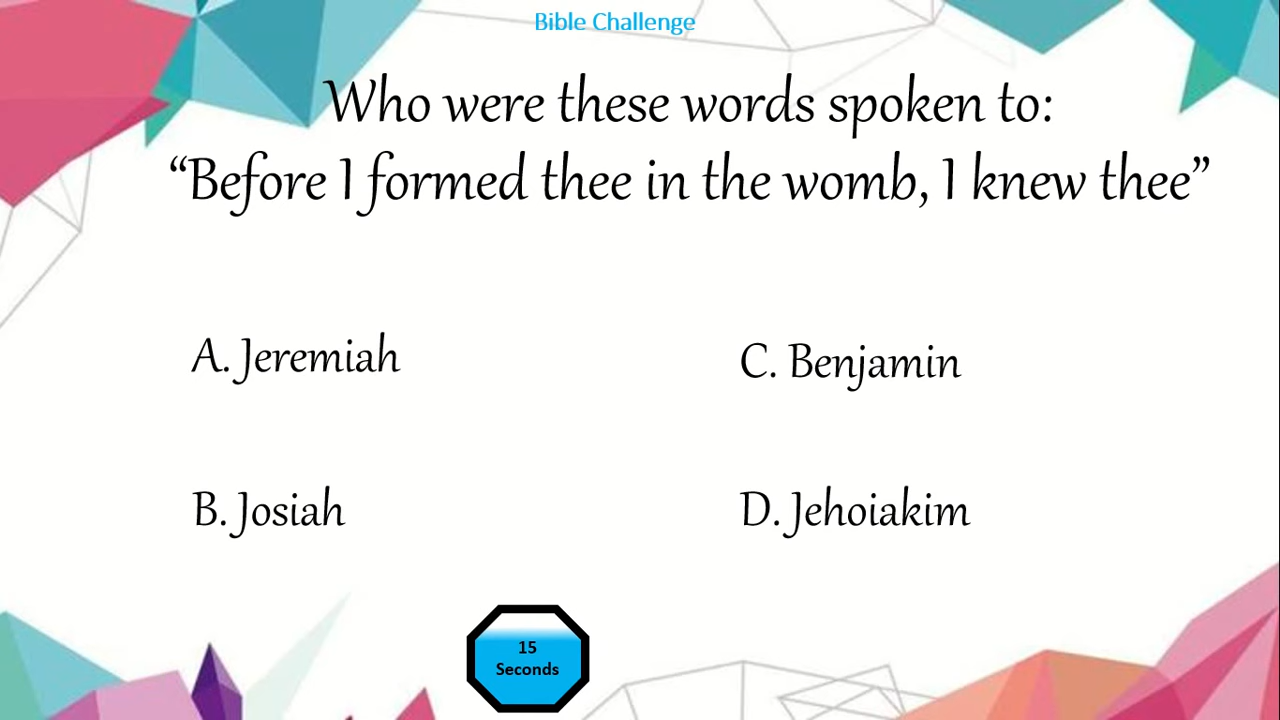 Bible Challenge
Who were these words spoken to:
“Before I formed thee in the womb, I knew thee”
A. Jeremiah
C. Benjamin
B. Josiah
D. Jehoiakim
15
Seconds